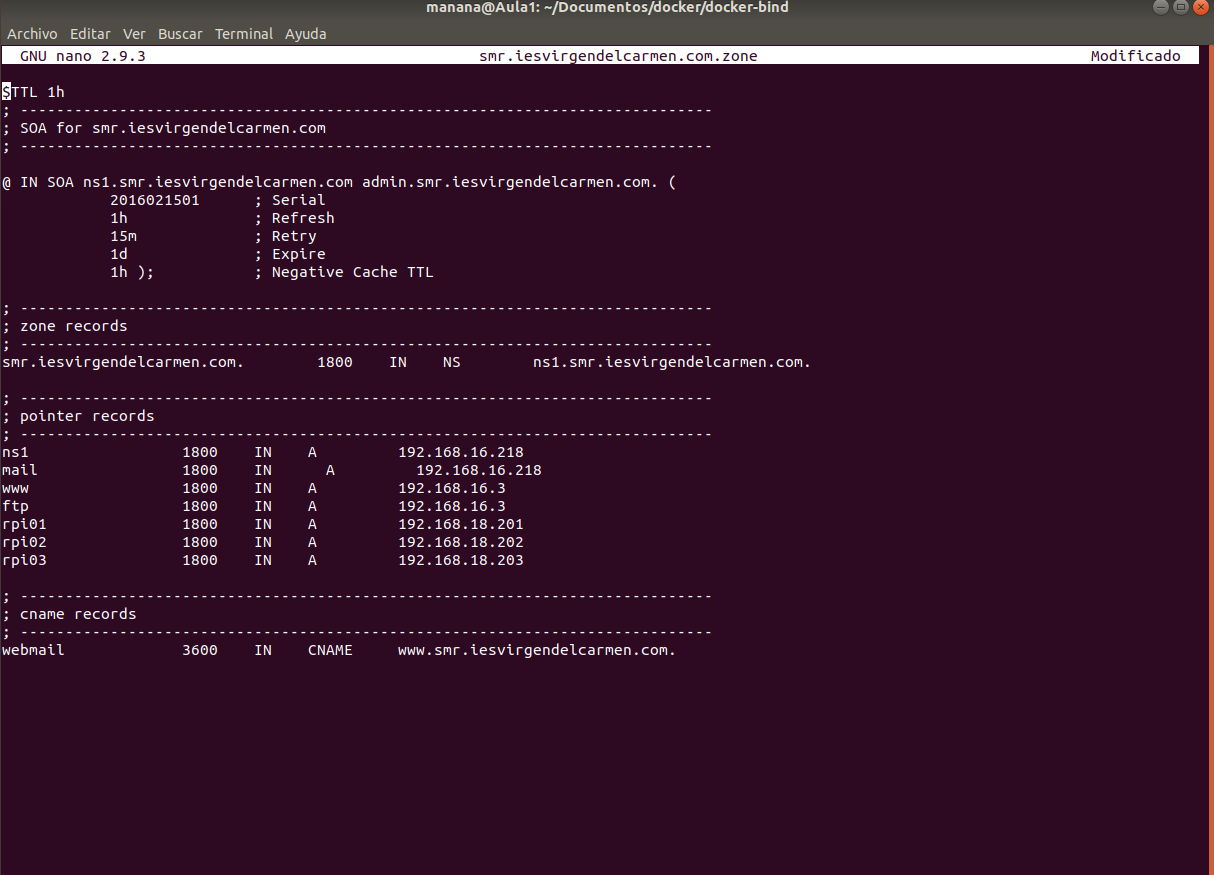 manana@Aula1: ~/Documentos/docker/docker-bind
Archivo Editar Ver Buscar Terminal Ayuda
GNU nano 2.9.3 smr.iesvirgendelcarmen.com.zone Modificado
$TTL 1h
; -----------------------------------------------------------------------------
; SOA for smr.iesvirgendelcarmen.com
; -----------------------------------------------------------------------------
@ IN SOA ns1.smr.iesvirgendelcarmen.com admin.smr.iesvirgendelcarmen.com. (
            2016021501      ; Serial
            1h              ; Refresh
            15m             ; Retry
            1d              ; Expire
            1h );           ; Negative Cache TTL
; -----------------------------------------------------------------------------
; zone records
; -----------------------------------------------------------------------------
smr.iesvirgendelcarmen.com.        1800    IN    NS        ns1.smr.iesvirgendelcarmen.com.
; -----------------------------------------------------------------------------
; pointer records
; -----------------------------------------------------------------------------
ns1                 1800    IN    A         192.168.16.218
mail                1800    IN      A         192.168.16.218
www                 1800    IN    A         192.168.16.3
ftp                 1800    IN    A         192.168.16.3
rpi01               1800    IN    A         192.168.18.201
rpi02               1800    IN    A         192.168.18.202
rpi03               1800    IN    A         192.168.18.203
; -----------------------------------------------------------------------------
; cname records
; -----------------------------------------------------------------------------
webmail             3600    IN    CNAME     www.smr.iesvirgendelcarmen.com.